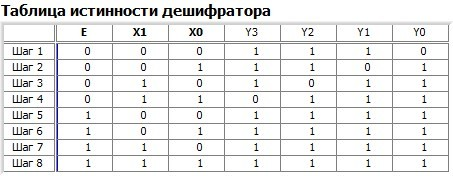 Таблица истинности дешифратора
E X1 X0 Y3 Y2 Y1 Y0
Шаг 1 0 0 0 1 1 1 0
Шаг 2 0 0 1 1 1 0 1
Шаг 3 0 1 0 1 0 1 1
Шаг 4 0 1 1 0 1 1 1
Шаг 5 1 0 0 1 1 1 1
Шаг 6 1 0 1 1 1 1 1
Шаг 7 1 1 0 1 1 1 1
Шаг 8 1 1 1 1 1 1 1